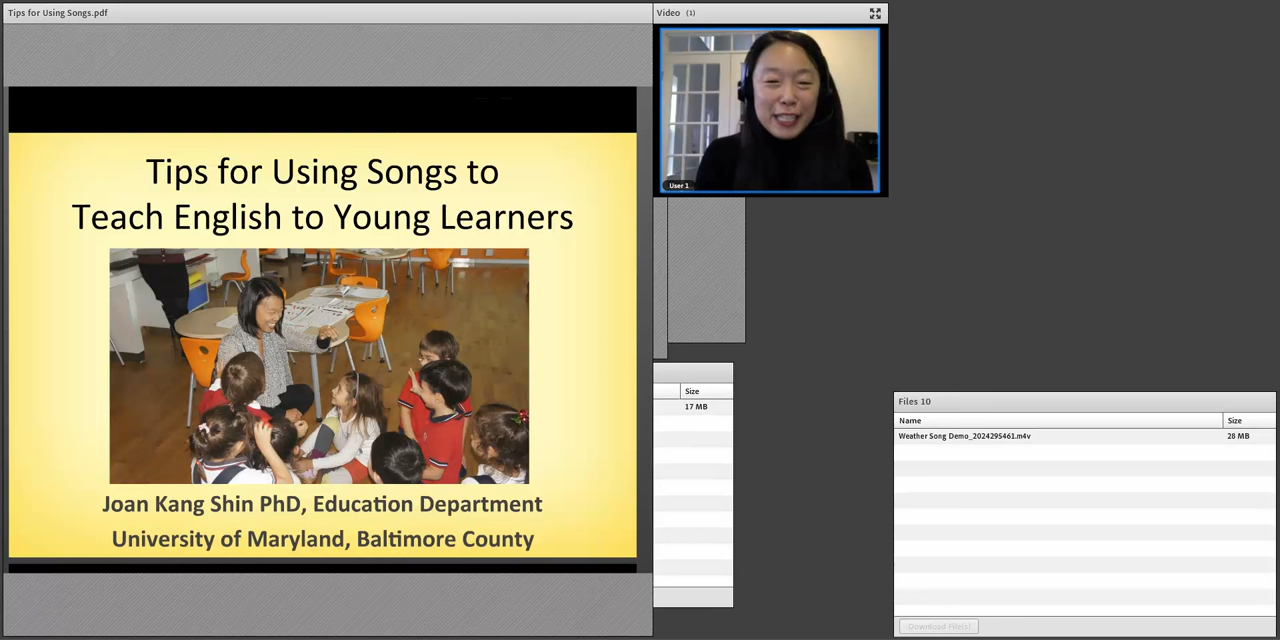 Tips for Using Songs.pdf
Video (1)
User 1
Tips for Using Songs to
Teach English to Young Learners
Joan Kang Shin PhD, Education Department
University of Maryland, Baltimore County
Size
17 MB
Files 10
Name Size
Weather Song Demo_2024295461.m4v 28 MB
Download File(s)